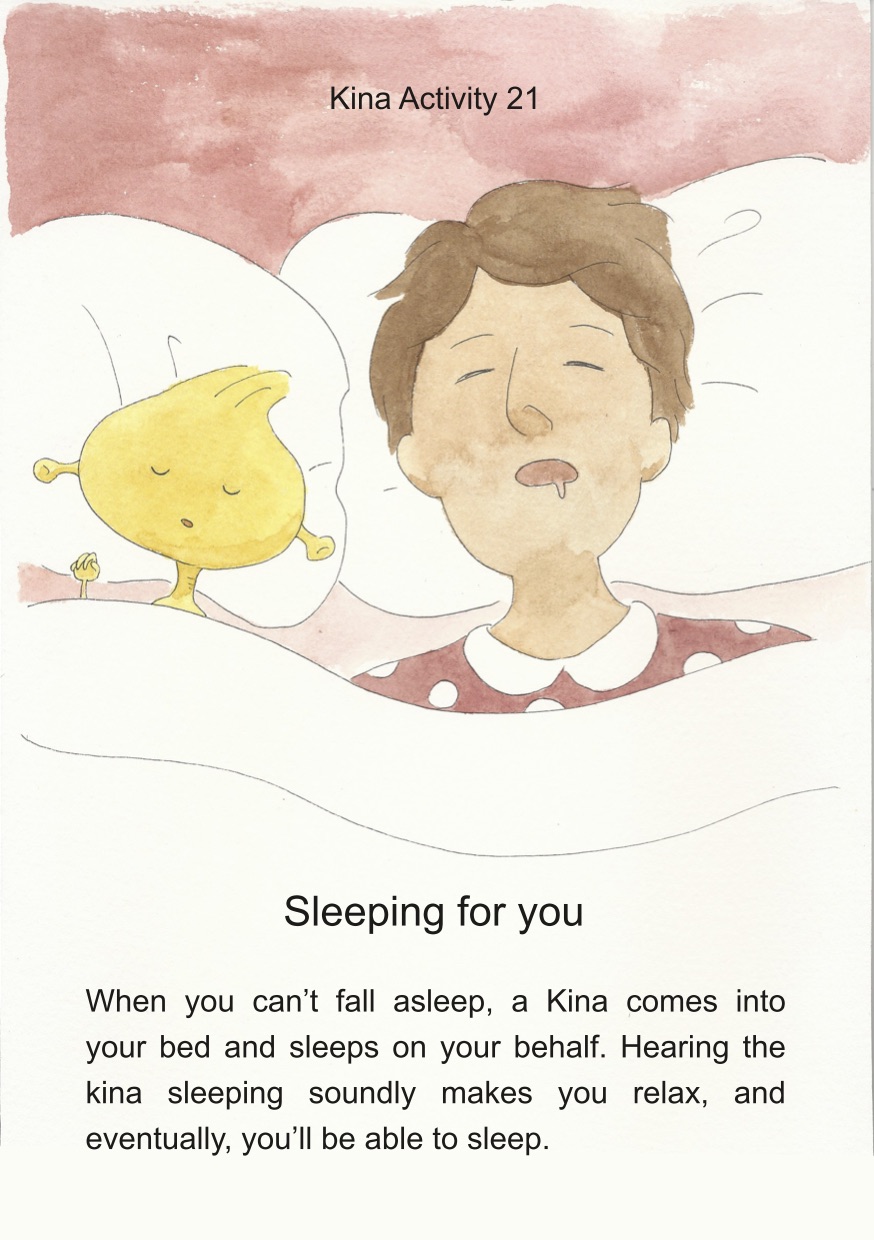 Kina Activity 21
Sleeping for you
When you can’t fall asleep, a Kina comes into
your bed and sleeps on your behalf. Hearing the
kina sleeping soundly makes you relax, and
eventually, you’ll be able to sleep.